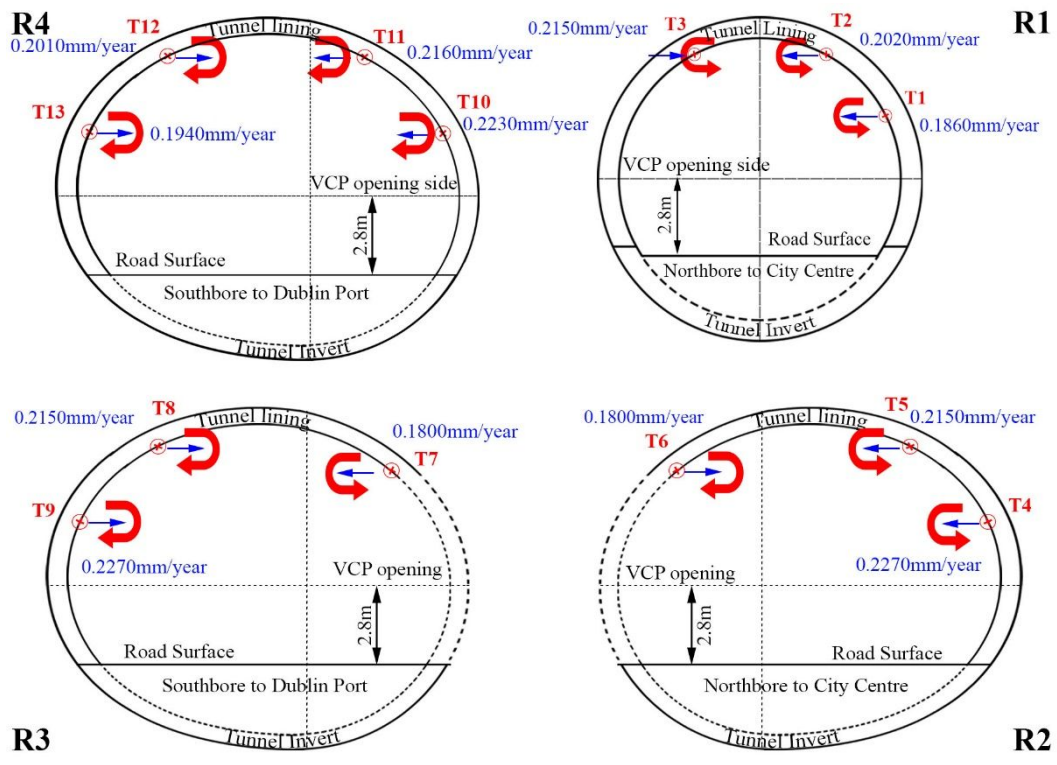 R4
T12
Tunnel lining
0.2010mm/year
T11
0.2160mm/year
T13
0.1940mm/year
T10
0.2230mm/year
VCP opening side
2.8m
Road Surface
Southbore to Dublin Port
Tunnel Invert
R1
0.2150mm/year
T3
Tunnel Lining
T2
0.2020mm/year
T1
0.1860mm/year
VCP opening side
2.8m
Road Surface
Northbore to City Centre
Tunnel Invert
0.2150mm/year
T8
Tunnel lining
0.1800mm/year
T7
T9
0.2270mm/year
VCP opening
2.8m
Road Surface
Southbore to Dublin Port
Tunnel Invert
R3
0.1800mm/year
T6
Tunnel lining
T5
0.2150mm/year
T4
0.2270mm/year
VCP opening
2.8m
Road Surface
Northbore to City Centre
Tunnel Invert
R2